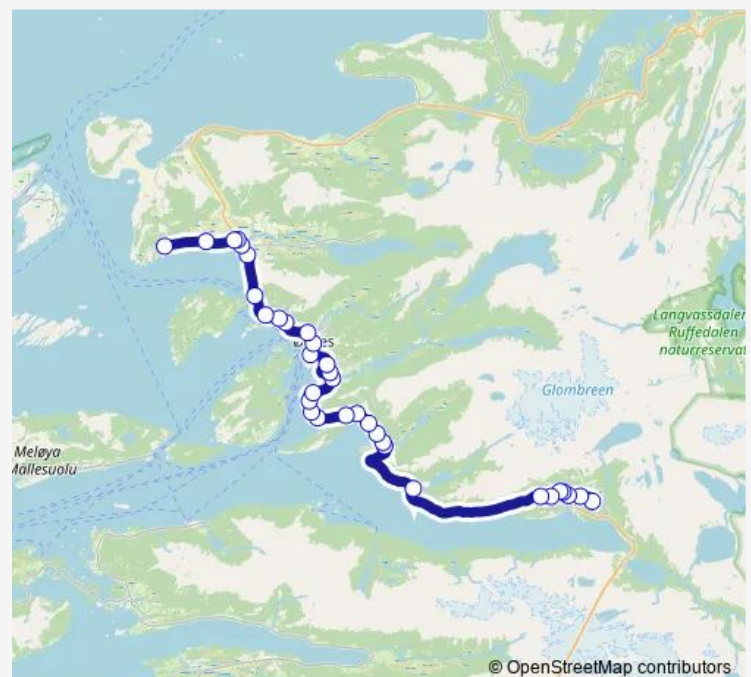 Langvassdalen
Ruffedalen
naturreservat
Glombreen
Meløya
Mallesuolu
© OpenStreetMap contributors